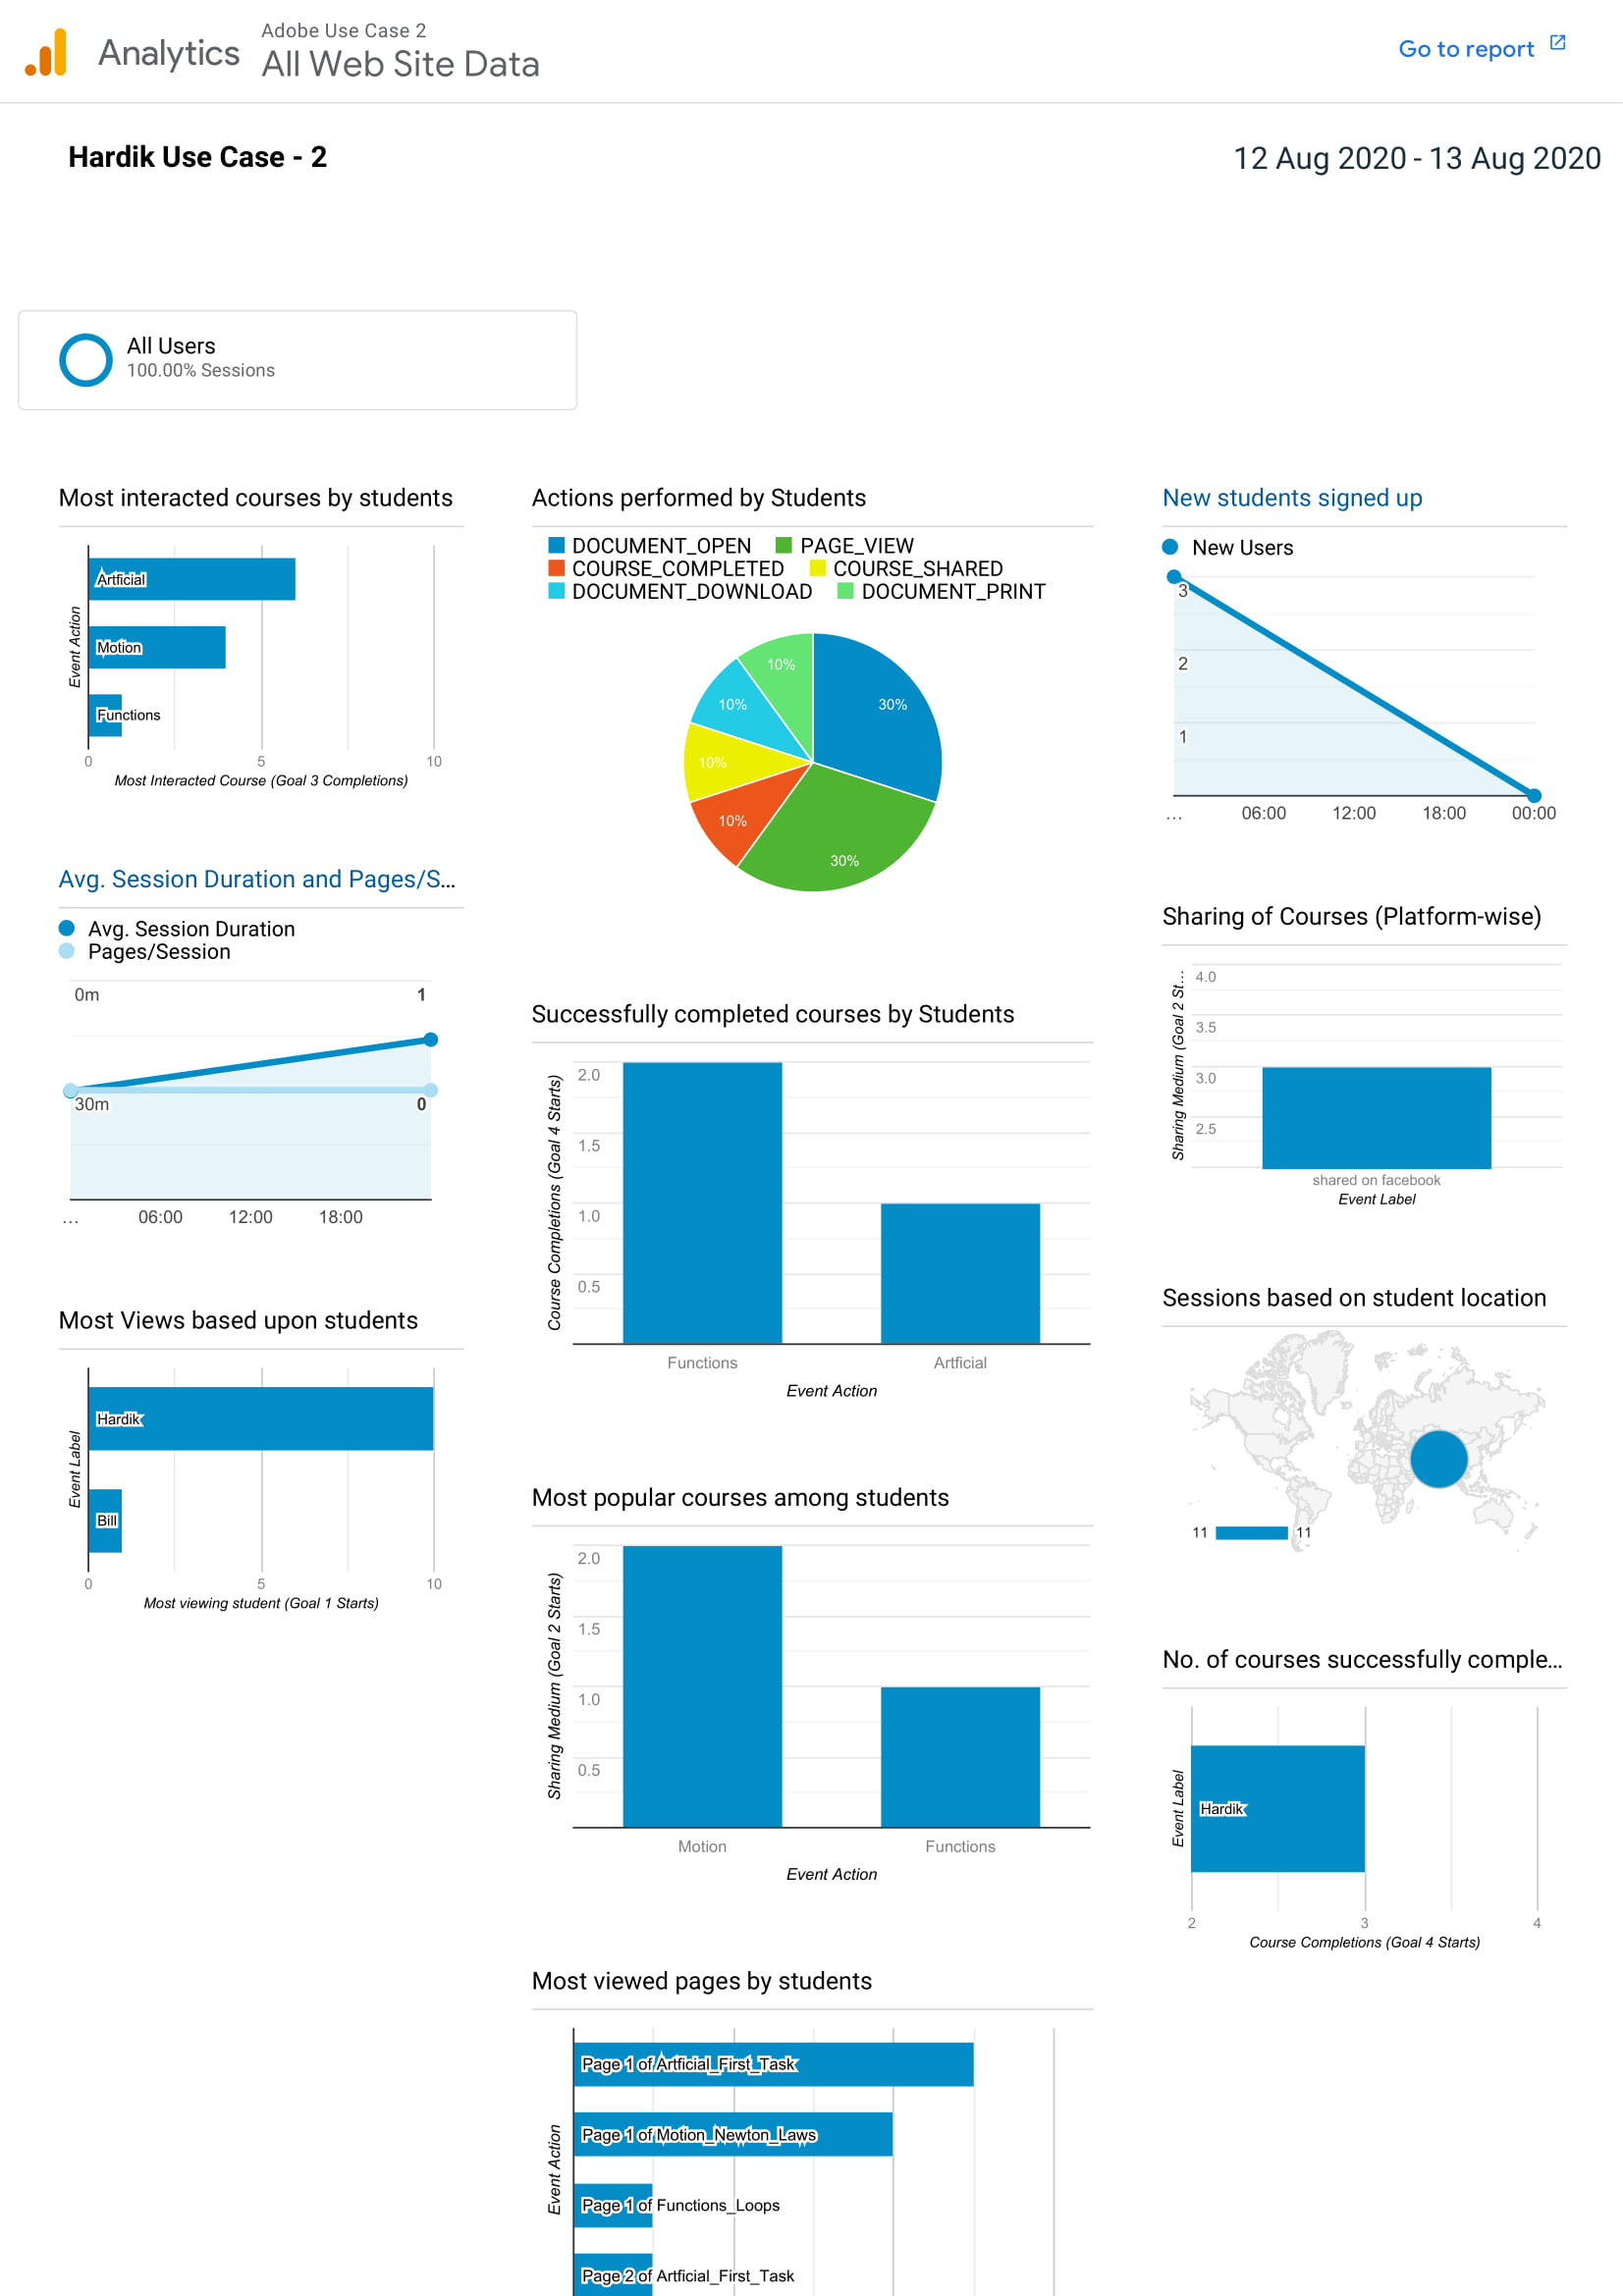 Analytics
Adobe Use Case 2
All Web Site Data
Go to report
Hardik Use Case - 2
12 Aug 2020 - 13 Aug 2020
All Users
100.00% Sessions
Most interacted courses by students
Event Action
Artficial
Motion
Functions
0 5 10
Most Interacted Course (Goal 3 Completions)
Avg. Session Duration and Pages/S...
Avg. Session Duration
Pages/Session
0m 1
30m 0
... 06:00 12:00 18:00
Most Views based upon students
Event Label
Hardik
Bill
0 5 10
Most viewing student (Goal 1 Starts)
Actions performed by Students
DOCUMENT_OPEN PAGE_VIEW
COURSE_COMPLETED COURSE_SHARED
DOCUMENT_DOWNLOAD DOCUMENT_PRINT
10%
30%
10%
10%
10%
30%
Successfully completed courses by Students
Course Completions (Goal 4 Starts)
2.0
1.5
1.0
0.5
Functions Artficial
Event Action
Most popular courses among students
Sharing Medium (Goal 2 Starts)
2.0
1.5
1.0
0.5
Motion Functions
Event Action
Most viewed pages by students
Event Action
Page 1 of Artficial_First_Task
Page 1 of Motion_Newton_Laws
Page 1 of Functions_Loops
Page 2 of Artficial_First_Task
New students signed up
New Users
3
2
1
... 06:00 12:00 18:00 00:00
Sharing of Courses (Platform-wise)
Sharing Medium (Goal 2 St...
4.0
3.5
3.0
2.5
shared on facebook
Event Label
Sessions based on student location
11 11
No. of courses successfully comple...
Event Label
Hardik
2 3 4
Course Completions (Goal 4 Starts)